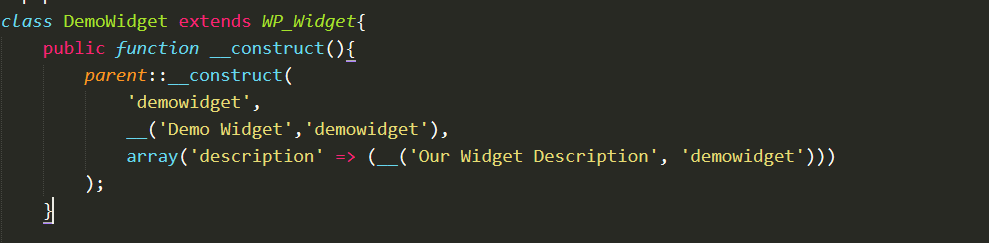 class DemoWidget extends WP_Widget{
    public function __construct(){
        parent::__construct(
            'demowidget',
            __('Demo Widget','demowidget'),
            array('description' => (__('Our Widget Description', 'demowidget')))
        );
    }